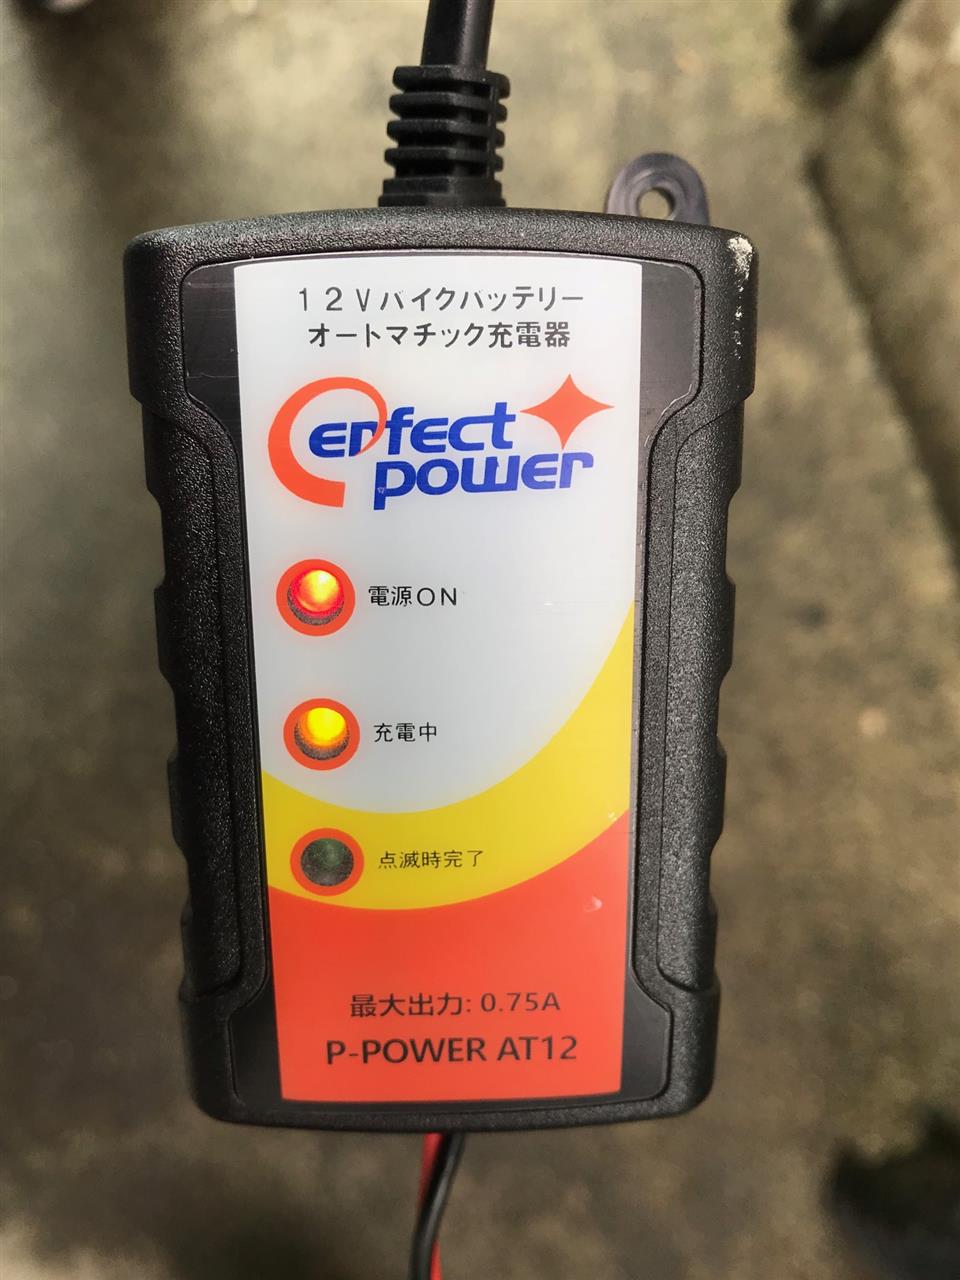 12Vバイクバッテリー
オートマチック充電器
Perfect
power
電源ON
充電中
点滅時完了
最大出力: 0.75A
P-POWER AT12